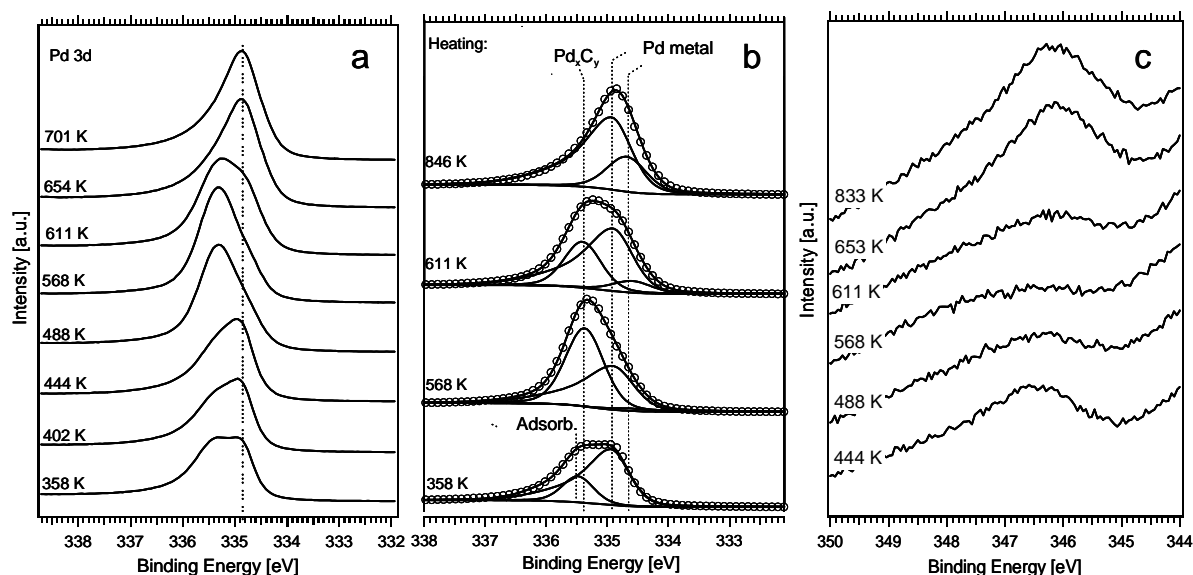 Pd 3d
a
701 K
654 K
611 K
568 K
488 K
444 K
402 K
358 K
Intensity [a.u.]
338 337 336 335 334 333 332
Binding Energy [eV]
Heating:
b
PdxCy
Pd metal
846 K
611 K
568 K
Adsorb.
358 K
338 336 335 333
Binding Energy [eV]
c
833 K
653 K
611 K
568 K
488 K
444 K
Intensity [a.u.]
350 349 348 347 346 345 344
Binding Energy [eV]